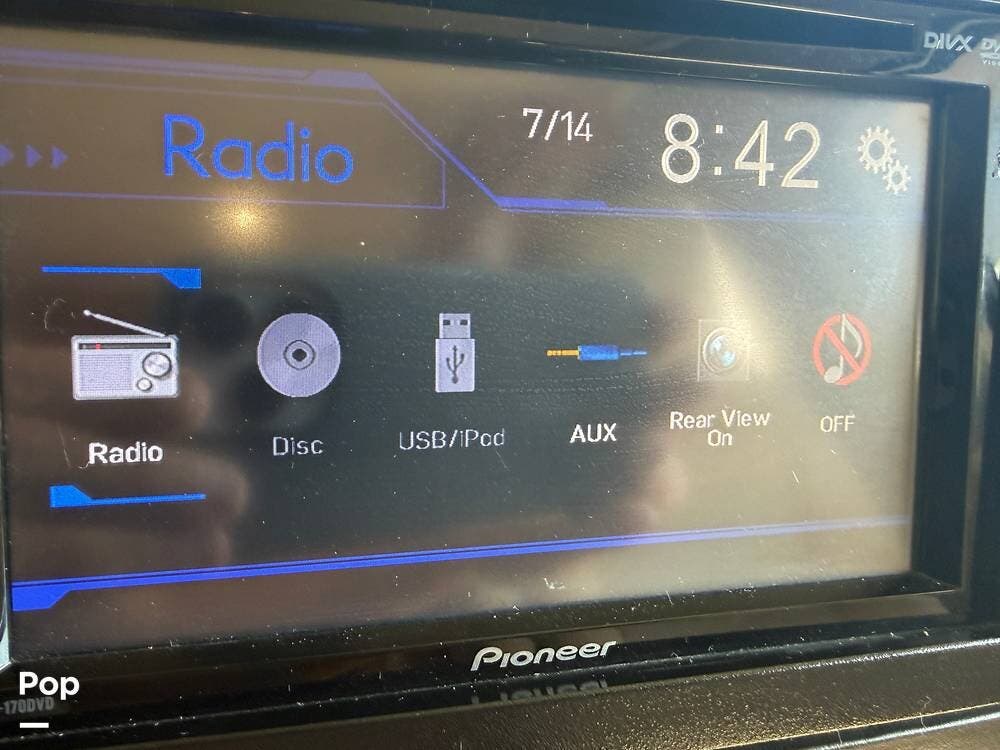 DIVX
Radio
7/14
8:42
Radio
Disc
USB/iPod
AUX
Rear View
On
OFF
Pioneer
Pop
-170DVD